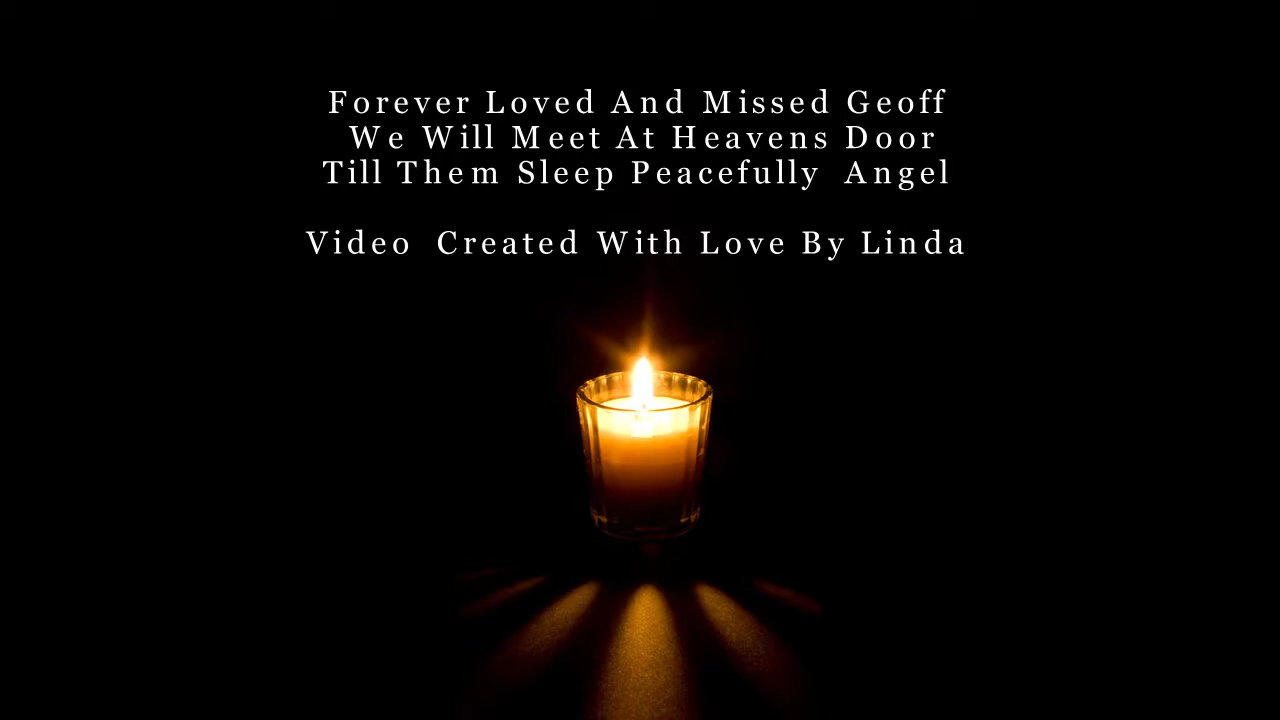 Forever Loved And Missed Geoff
We Will Meet At Heavens Door
Till Them Sleep Peacefully Angel
Video Created With Love By Linda